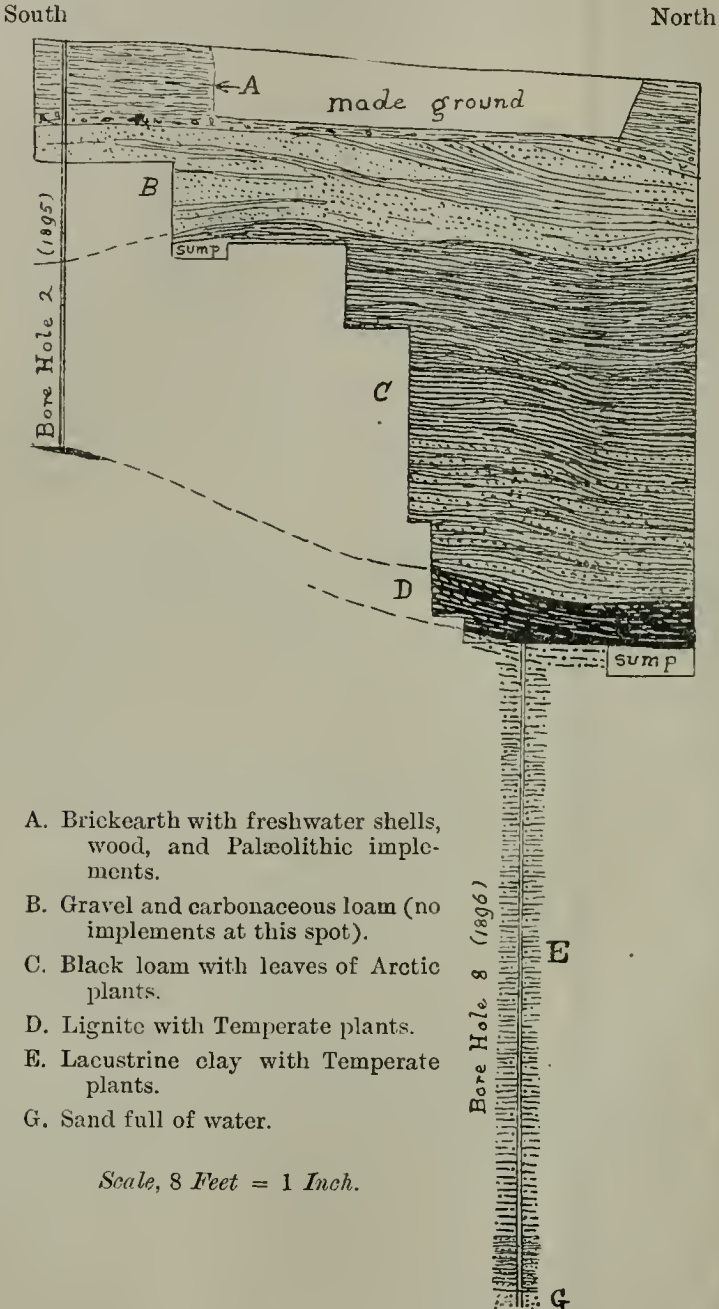 South North
A
made ground
B
sump
Bore Hole 2 (1895)
C
D
sump
A. Brickearth with freshwater shells,
wood, and Palæolithic imple-
ments.
B. Gravel and carbonaceous loam (no
implements at this spot).
C. Black loam with leaves of Arctic
plants.
D. Lignite with Temperate plants.
E. Lacustrine clay with Temperate
plants.
G. Sand full of water.
Scale, 8 Feet = 1 Inch.
Bore Hole 8 (1896)
E
G